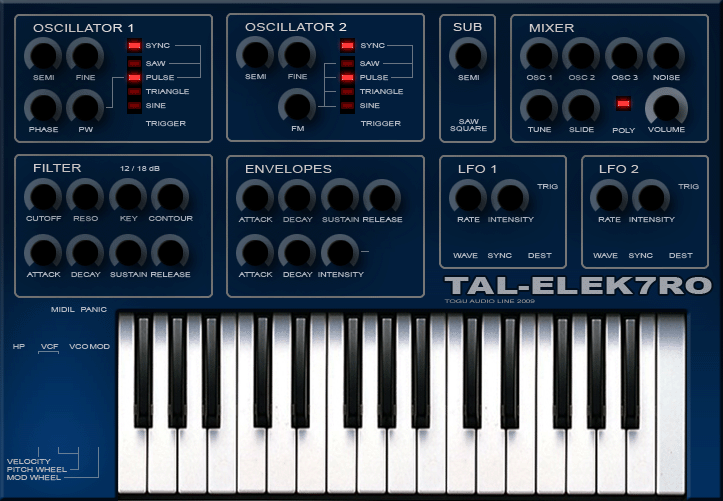 OSCILLATOR 1
SEMI FINE
PHASE PW
SYNC
SAW
PULSE
TRIANGLE
SINE
TRIGGER
OSCILLATOR 2
SEMI FINE
FM
SYNC
SAW
PULSE
TRIANGLE
SINE
TRIGGER
SUB
SEMI
SAW
SQUARE
MIXER
OSC 1 OSC 2 OSC 3 NOISE
TUNE SLIDE POLY VOLUME
FILTER 12 / 18 dB
CUTOFF RESO KEY CONTOUR
ATTACK DECAY SUSTAIN RELEASE
ENVELOPES
ATTACK DECAY SUSTAIN RELEASE
ATTACK DECAY INTENSITY
LFO 1
TRIG
RATE INTENSITY
WAVE SYNC DEST
LFO 2
TRIG
RATE INTENSITY
WAVE SYNC DEST
TAL-ELEK7RO
TOGU AUDIO LINE 2009
MIDIL PANIC
HP VCF VCO MOD
VELOCITY
PITCH WHEEL
MOD WHEEL